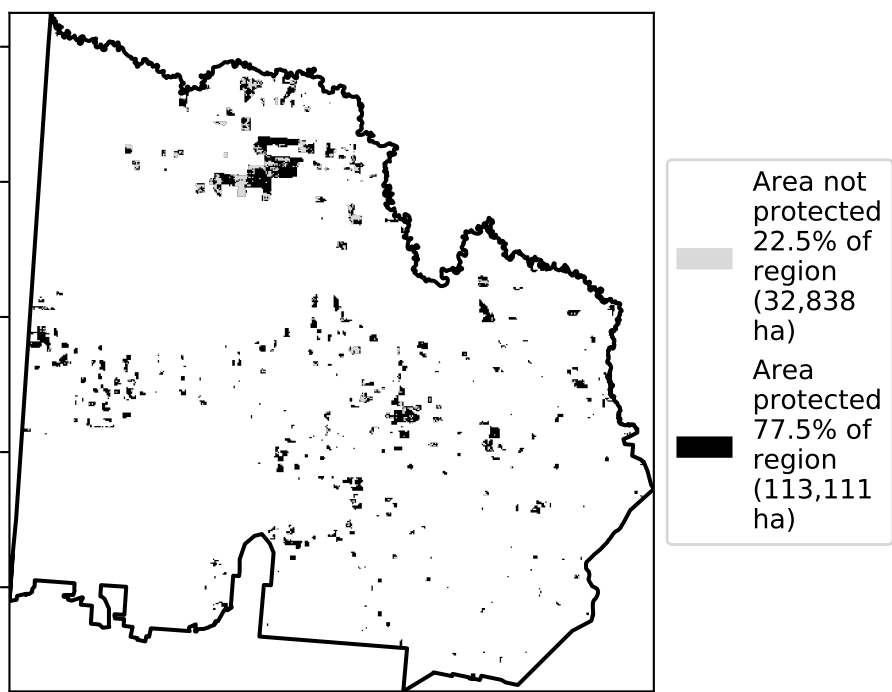 Area not
protected
22.5% of
region
(32,838
ha)
Area
protected
77.5% of
region
(113,111
ha)